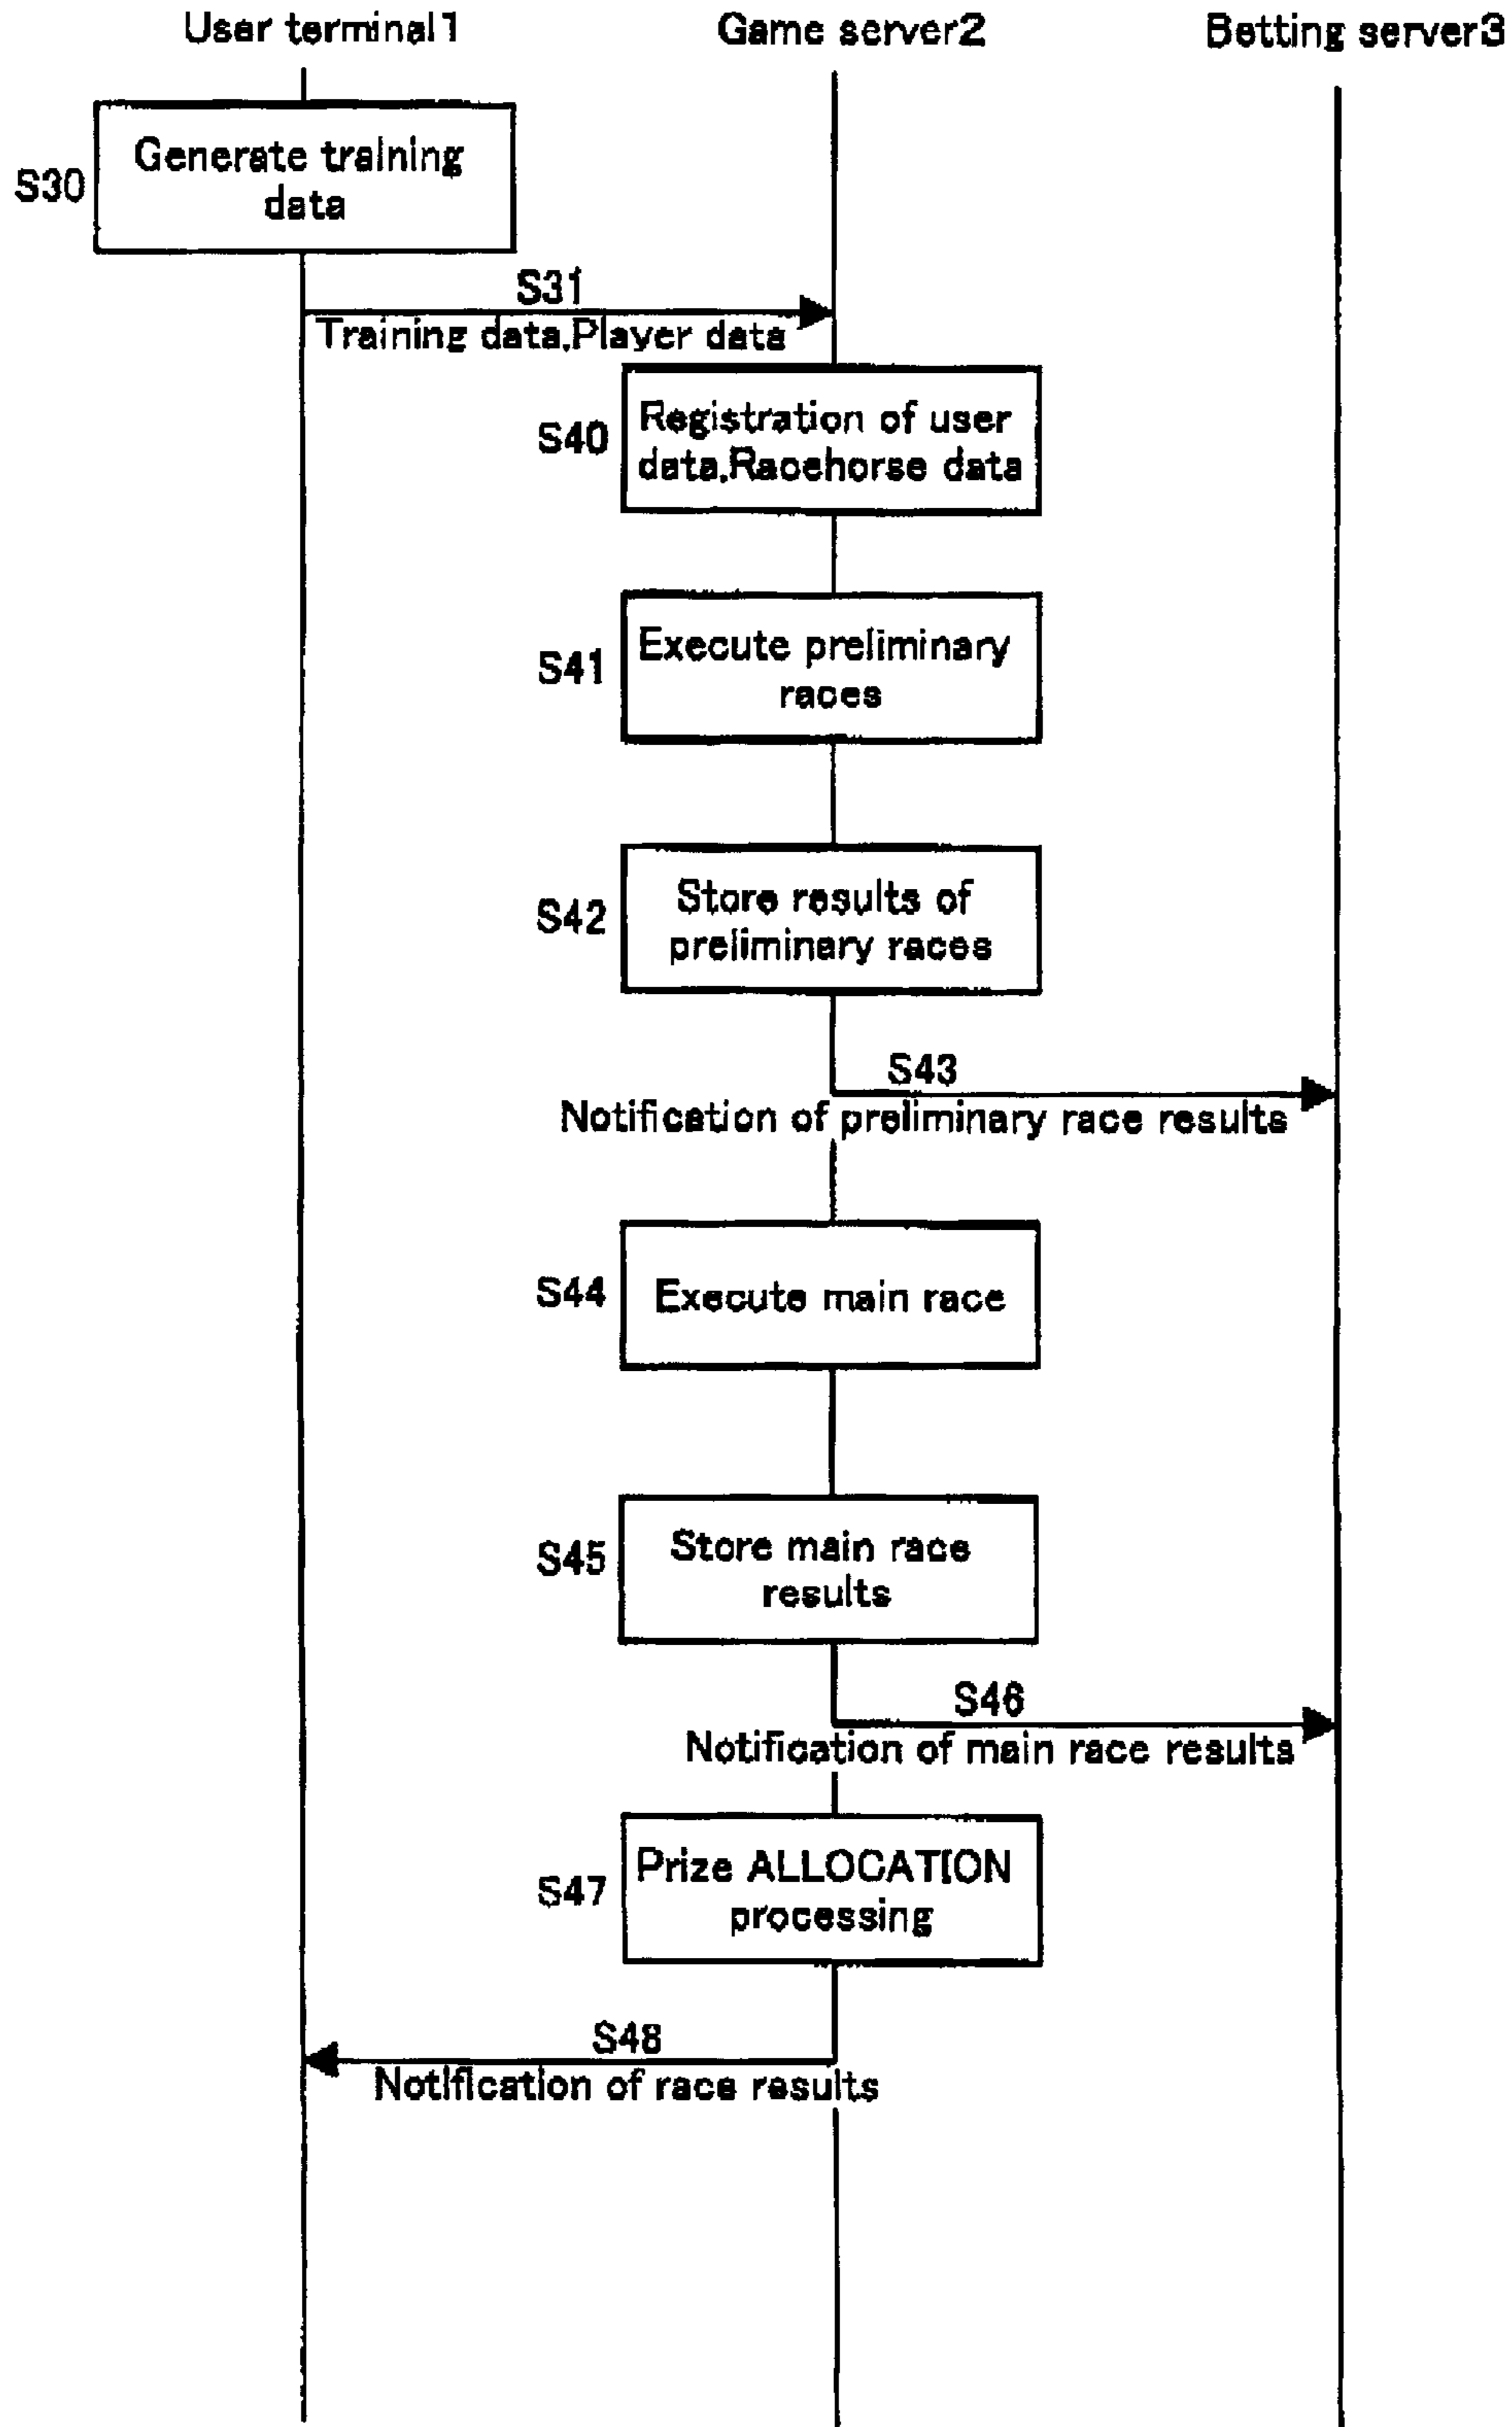 User terminal1
Game server2
Betting server3
S30
Generate training
data
S31
Training data,Player data
S40
Registration of user
data,Racehorse data
S41
Execute preliminary
races
S42
Store results of
preliminary races
S43
Notification of preliminary race results
S44
Execute main race
S45
Store main race
results
S46
Notification of main race results
S47
Prize ALLOCATION
processing
S48
Notification of race results